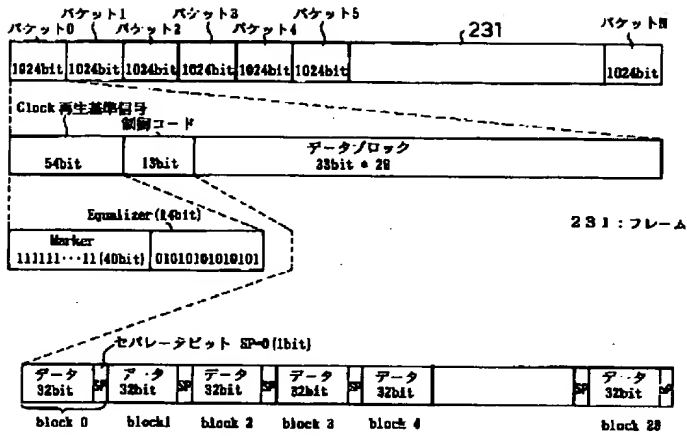 パケット1 パケット3 パケット5
パケット0 パケット2 パケット4 231 パケットN
1024bit 1024bit 1024bit 1024bit 1024bit 1024bit 1024bit
Clock 再生基準信号
制御コード
54bit 13bit データブロック
33bit * 29
Equalizer(14bit)
231:フレーム
Marker
111111···11(40bit) 01010101010101
セパレータビット SP=0(1bit)
データ SP データ SP データ SP データ SP データ SP データ SP
32bit 32bit 32bit 32bit 32bit 32bit
block 0 block1 block 2 block 3 block 4 block 28